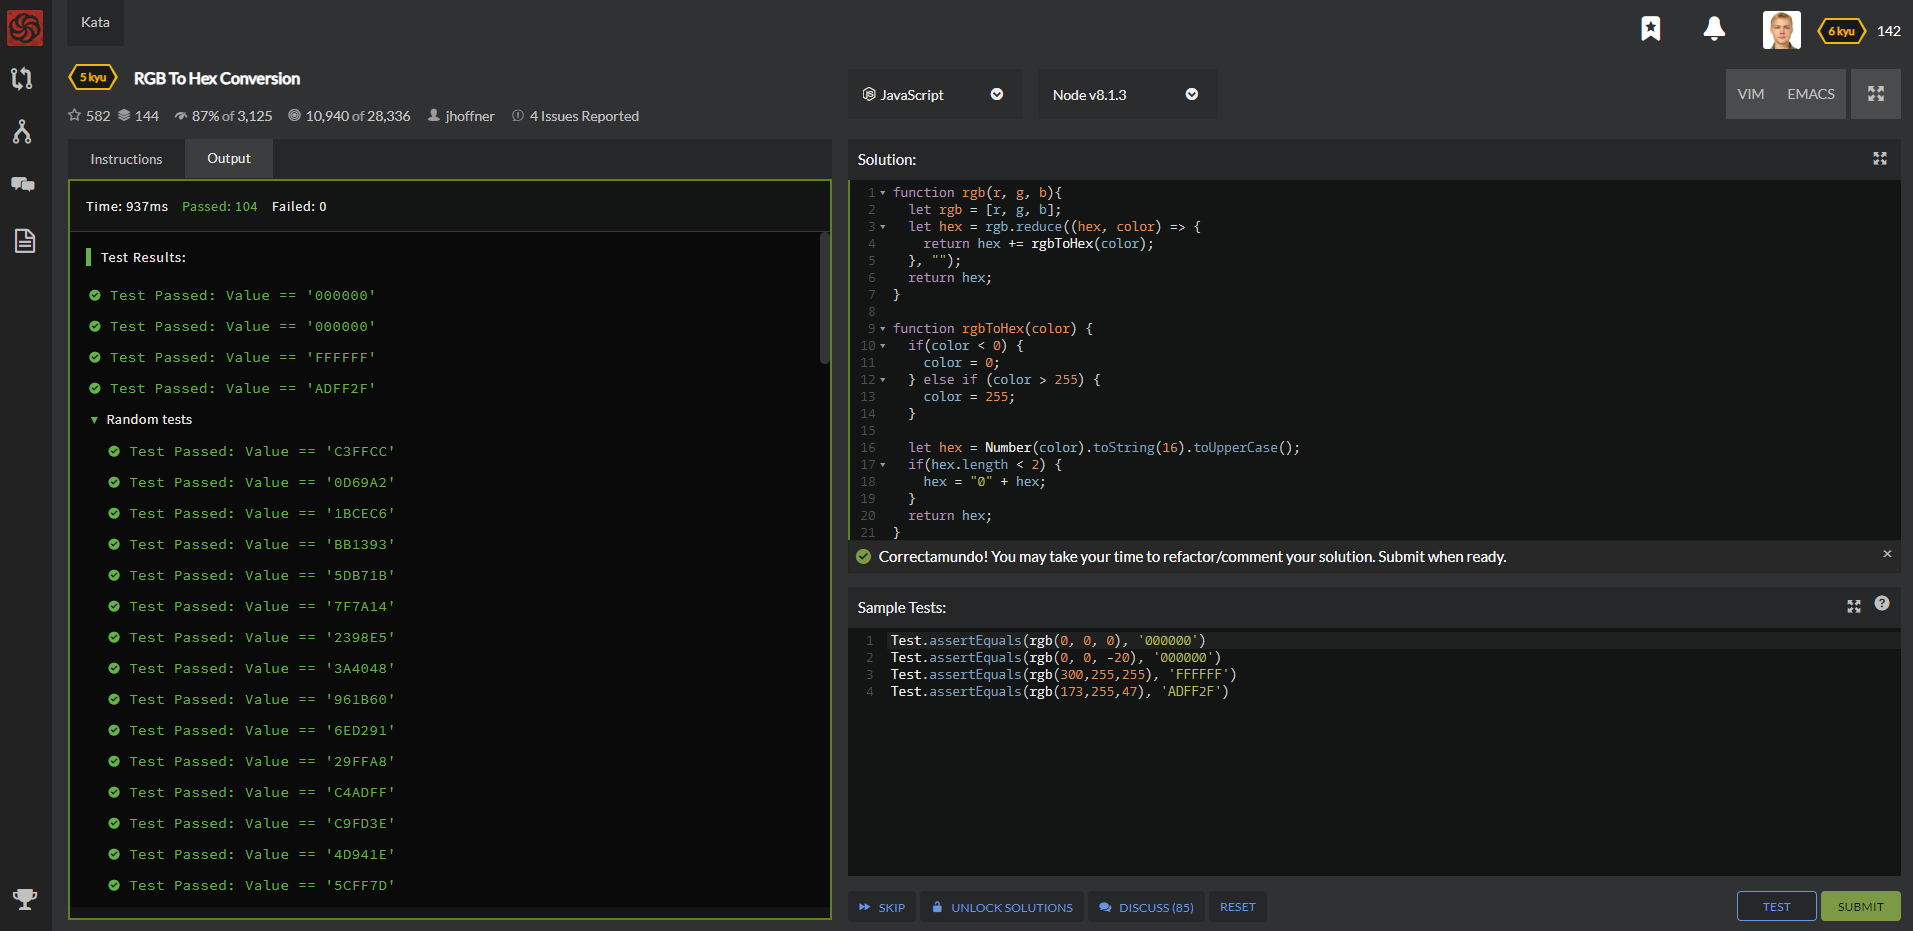 Kata
6 kyu 142
5 kyu RGB To Hex Conversion
582 144 87% of 3,125 10,940 of 28,336 jhoffner 4 Issues Reported
JavaScript Node v8.1.3 VIM EMACS
Instructions Output
Time: 937ms Passed: 104 Failed: 0
Test Results:
Test Passed: Value == '000000'
Test Passed: Value == '000000'
Test Passed: Value == 'FFFFFF'
Test Passed: Value == 'ADFF2F'
Random tests
Test Passed: Value == 'C3FFCC'
Test Passed: Value == '0D69A2'
Test Passed: Value == '1BCEC6'
Test Passed: Value == 'BB1393'
Test Passed: Value == '5DB71B'
Test Passed: Value == '7F7A14'
Test Passed: Value == '2398E5'
Test Passed: Value == '3A4048'
Test Passed: Value == '961B60'
Test Passed: Value == '6ED291'
Test Passed: Value == '29FFA8'
Test Passed: Value == 'C4ADFF'
Test Passed: Value == 'C9FD3E'
Test Passed: Value == '4D941E'
Test Passed: Value == '5CFF7D'
Solution:
1 function rgb(r, g, b){
2   let rgb = [r, g, b];
3   let hex = rgb.reduce((hex, color) => {
4     return hex += rgbToHex(color);
5   }, "");
6   return hex;
7 }
8
9 function rgbToHex(color) {
10   if(color < 0) {
11     color = 0;
12   } else if (color > 255) {
13     color = 255;
14   }
15
16   let hex = Number(color).toString(16).toUpperCase();
17   if(hex.length < 2) {
18     hex = "0" + hex;
19   }
20   return hex;
21 }
Correctamundo! You may take your time to refactor/comment your solution. Submit when ready.
Sample Tests:
1 Test.assertEquals(rgb(0, 0, 0), '000000')
2 Test.assertEquals(rgb(0, 0, -20), '000000')
3 Test.assertEquals(rgb(300,255,255), 'FFFFFF')
4 Test.assertEquals(rgb(173,255,47), 'ADFF2F')
SKIP UNLOCK SOLUTIONS DISCUSS (85) RESET TEST SUBMIT